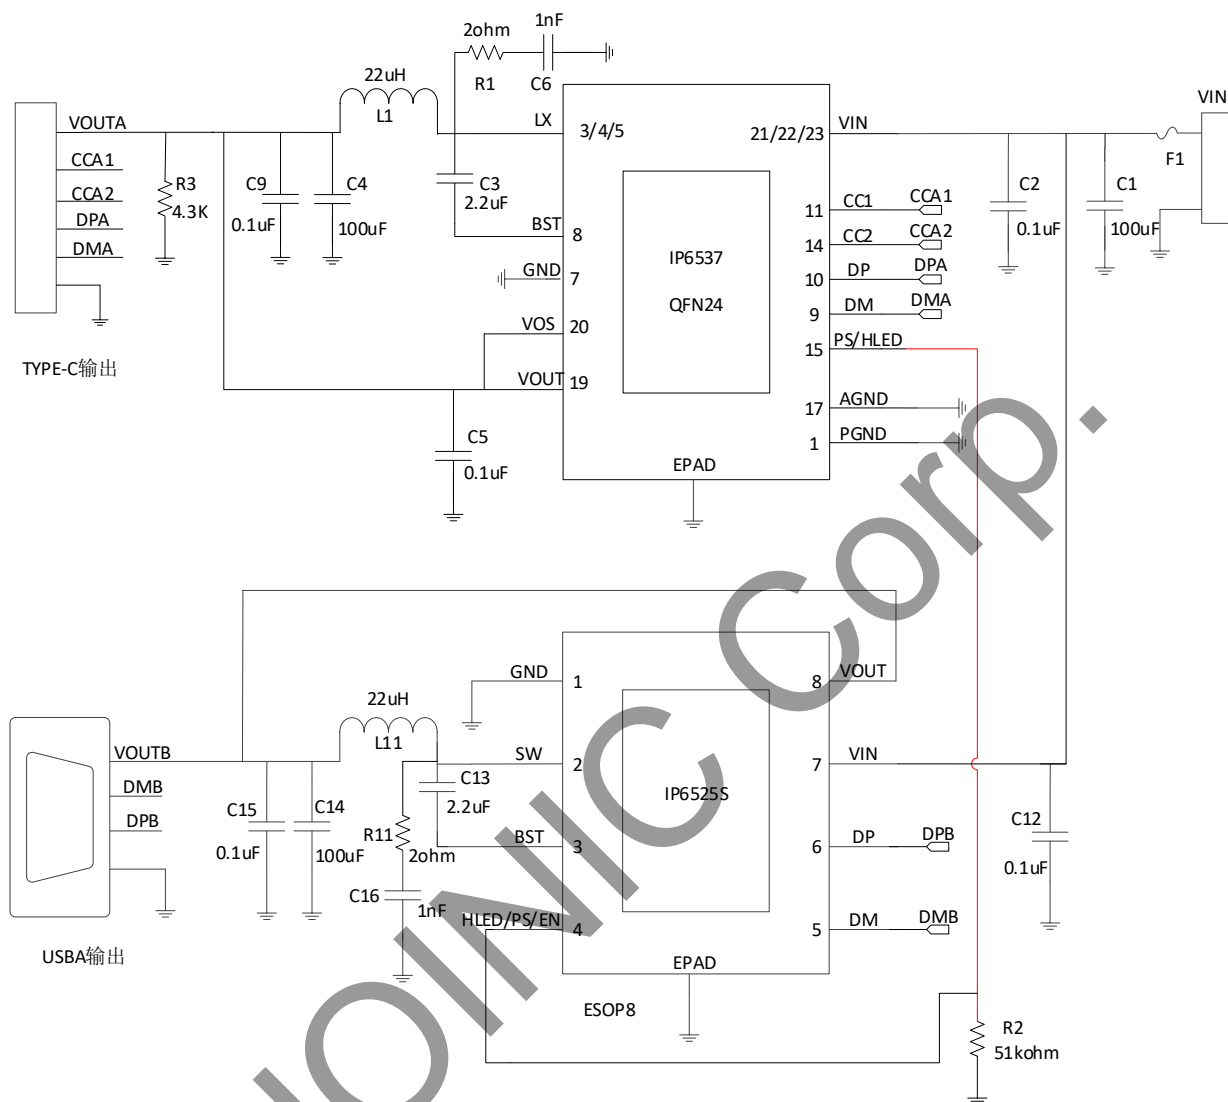 1nF
2ohm
R1
C6
22uH
L1
VIN
VOUTA
LX
3/4/5
21/22/23
VIN
F1
CCA1
CCA2
DPA
DMA
R3
4.3K
C9
0.1uF
C4
100uF
C3
2.2uF
C2
0.1uF
C1
100uF
BST
8
GND
7
VOS
20
VOUT
19
IP6537
QFN24
11
CC1
CCA1
14
CC2
CCA2
10
DP
DPA
9
DM
DMA
15
PS/HLED
17
AGND
1
PGND
EPAD
TYPE-C输出
C5
0.1uF
GND
1
8
VOUT
22uH
L11
VOUTB
SW
2
7
VIN
DMB
DPB
C13
2.2uF
IP6525S
C15
0.1uF
C14
100uF
R11
2ohm
BST
3
6
DP
DPB
C12
0.1uF
C16
1nF
HLED/PS/EN
4
5
DM
DMB
USBA输出
EPAD
ESOP8
R2
51kohm
OINIC Corp.